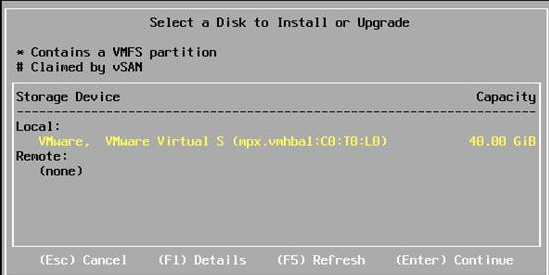 Select a Disk to Install or Upgrade
* Contains a VMFS partition
# Claimed by vSAN
Storage Device Capacity
Local:
VMware, VMware Virtual S (mpx.vmhba1:C0:T0:L0) 40.00 GiB
Remote:
(none)
(Esc) Cancel (F1) Details (F5) Refresh (Enter) Continue